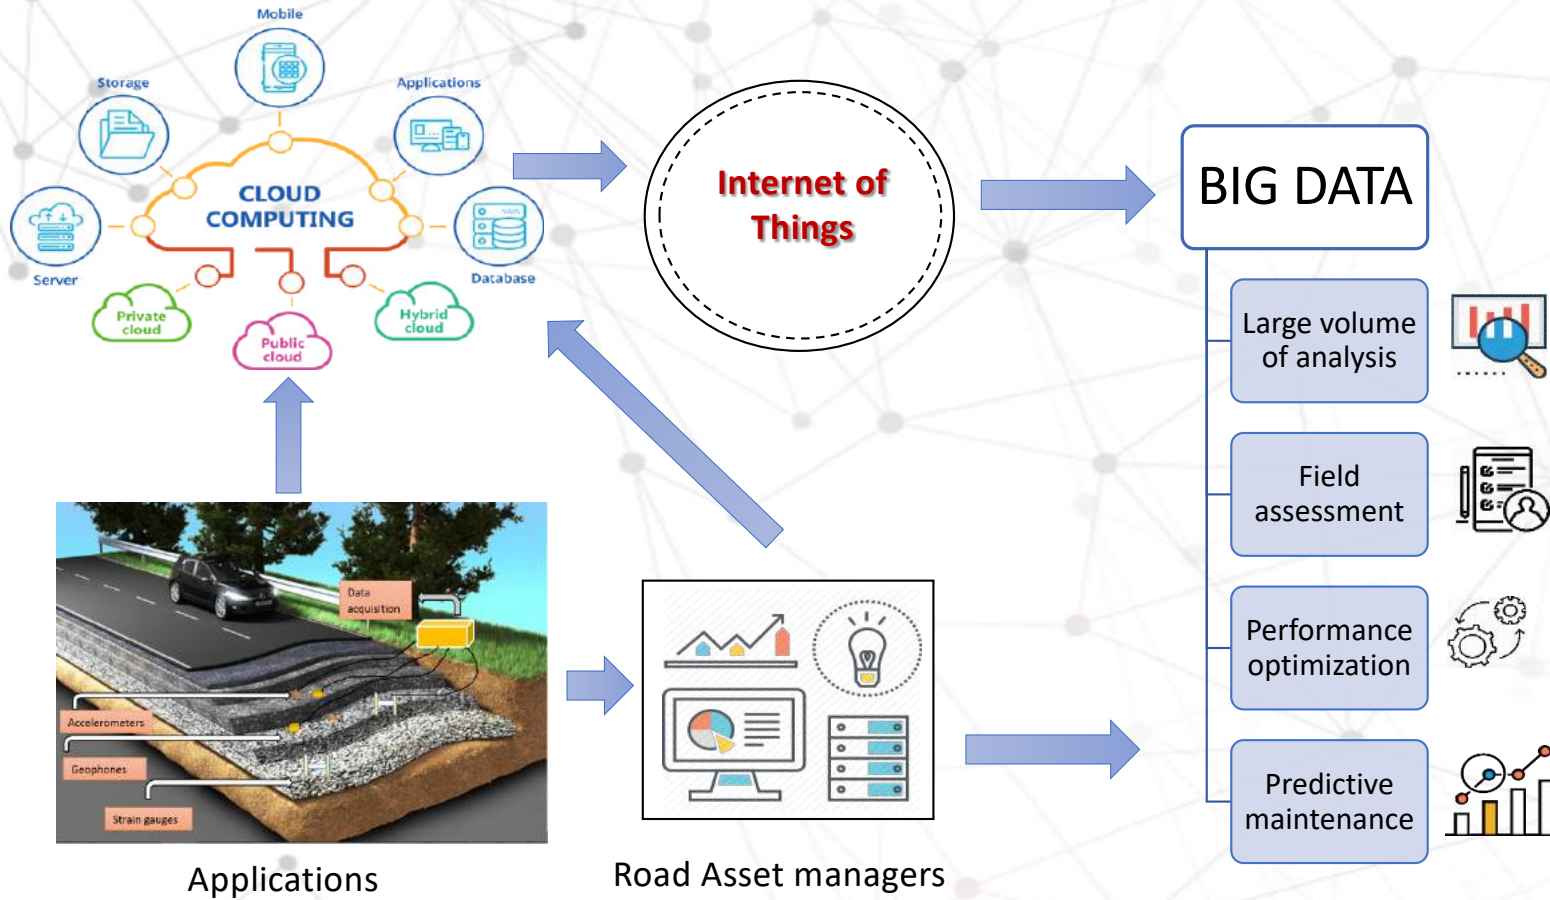 Mobile
Storage
Applications
CLOUD
COMPUTING
Server
Database
Private
cloud
Public
cloud
Hybrid
cloud
Internet of
Things
BIG DATA
Large volume
of analysis
Field
assessment
Performance
optimization
Predictive
maintenance
Data
acquisition
Accelerometers
Geophones
Strain gauges
Applications
Road Asset managers